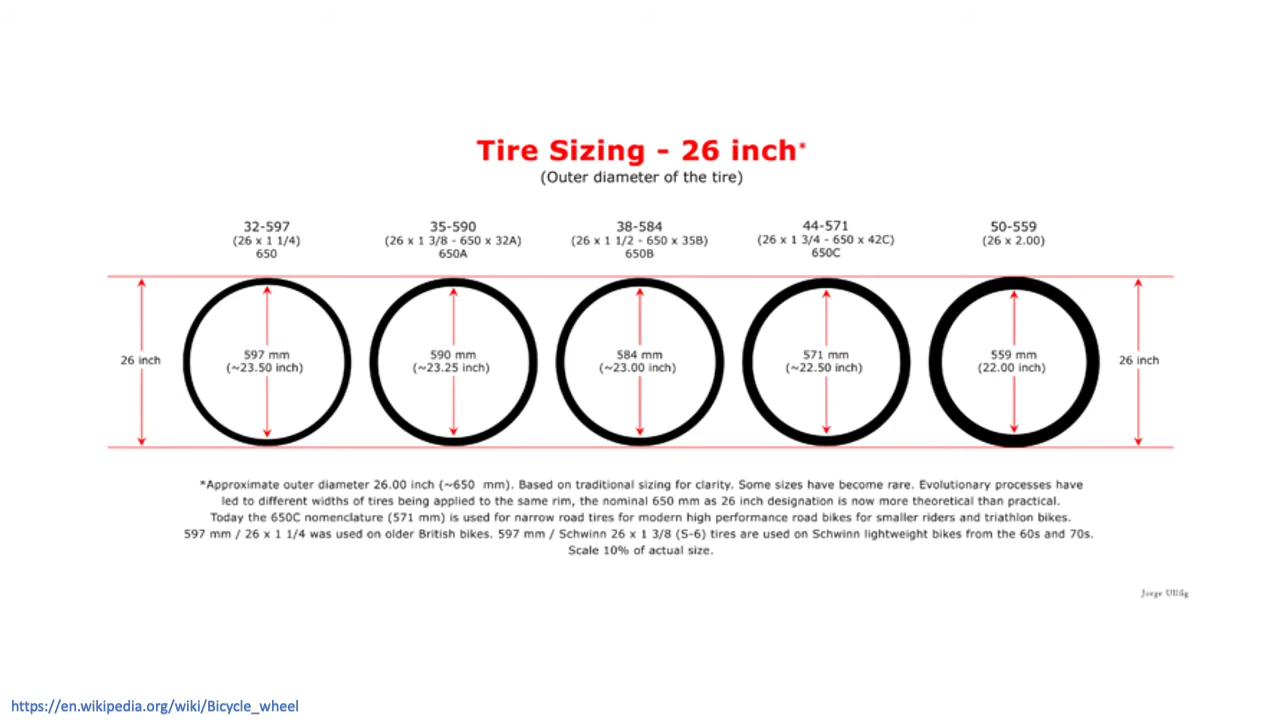 Tire Sizing - 26 inch*
(Outer diameter of the tire)
32-597
(26 x 1 1/4)
650
35-590
(26 x 1 3/8 - 650 x 32A)
650A
38-584
(26 x 1 1/2 - 650 x 35B)
650B
44-571
(26 x 1 3/4 - 650 x 42C)
650C
50-559
(26 x 2.00)
26 inch
597 mm
(~23.50 inch)
590 mm
(~23.25 inch)
584 mm
(~23.00 inch)
571 mm
(~22.50 inch)
559 mm
(22.00 inch)
26 inch
*Approximate outer diameter 26.00 inch (~650 mm). Based on traditional sizing for clarity. Some sizes have become rare. Evolutionary processes have
led to different widths of tires being applied to the same rim, the nominal 650 mm as 26 inch designation is now more theoretical than practical.
Today the 650C nomenclature (571 mm) is used for narrow road tires for modern high performance road bikes for smaller riders and triathlon bikes.
597 mm / 26 x 1 1/4 was used on older British bikes. 597 mm / Schwinn 26 x 1 3/8 (S-6) tires are used on Schwinn lightweight bikes from the 60s and 70s.
Scale 10% of actual size.
https://en.wikipedia.org/wiki/Bicycle_wheel